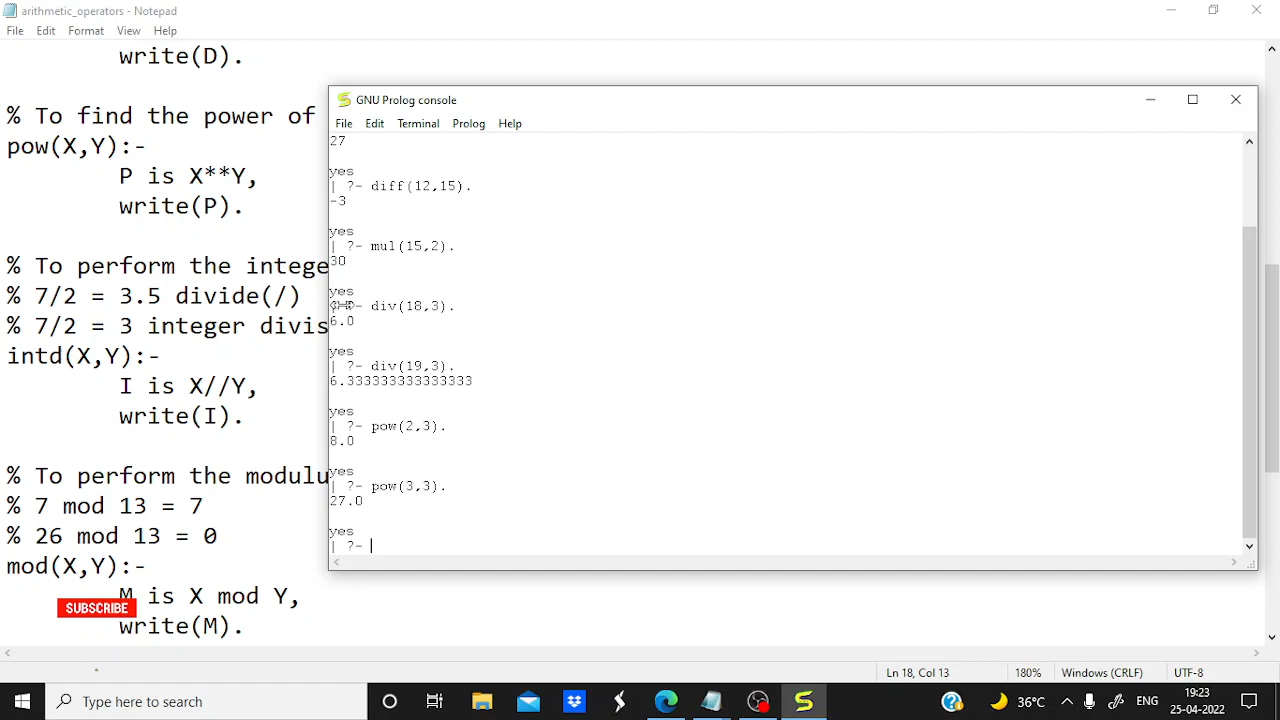 arithmetic_operators - Notepad
File Edit Format View Help
write(D).
% To find the power of
pow(X,Y):-
P is X**Y,
write(P).
% To perform the intege
% 7/2 = 3.5 divide(/)
% 7/2 = 3 integer divis
intd(X,Y):-
I is X//Y,
write(I).
% To perform the modulu
% 7 mod 13 = 7
% 26 mod 13 = 0
mod(X,Y):-
M is X mod Y,
write(M).
SUBSCRIBE
GNU Prolog console
File Edit Terminal Prolog Help
27
yes
| ?- diff(12,15).
-3
yes
| ?- mul(15,2).
30
yes
| ?- div(18,3).
6.0
yes
| ?- div(19,3).
6.333333333333333
yes
| ?- pow(2,3).
8.0
yes
| ?- pow(3,3).
27.0
yes
| ?-
Ln 18, Col 13 180% Windows (CRLF) UTF-8
Type here to search
36°C ENG 19:23
25-04-2022